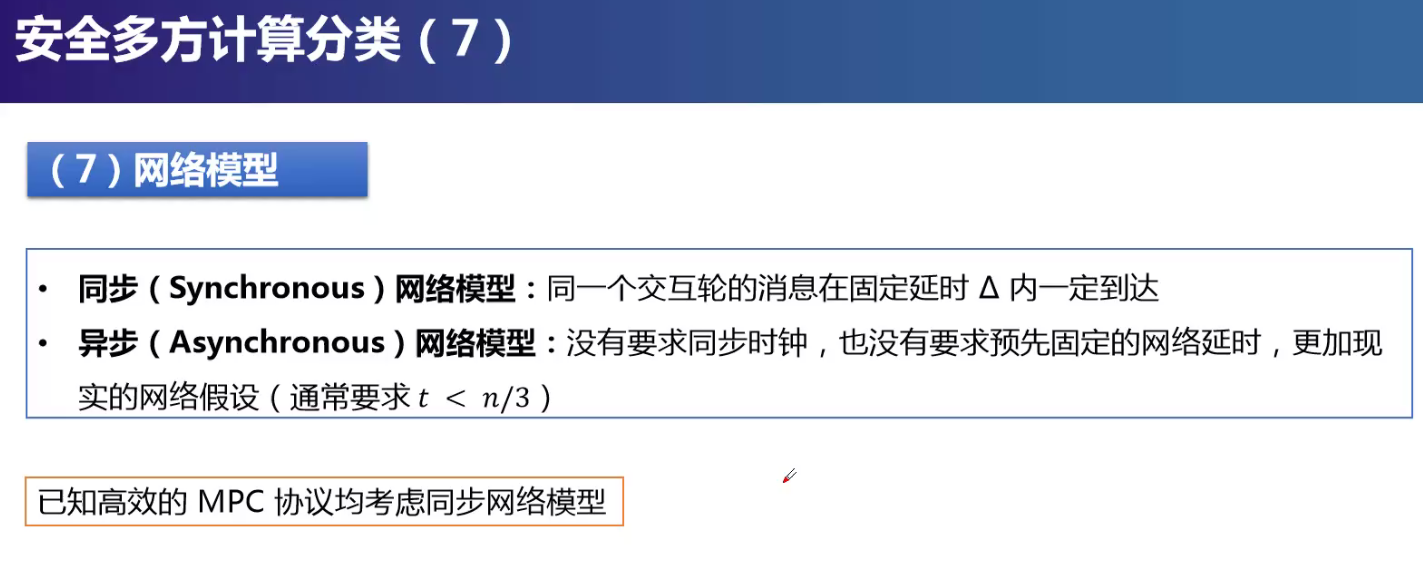 安全多方计算分类（7）
（7）网络模型
• 同步（Synchronous）网络模型：同一个交互轮的消息在固定延时 Δ 内一定到达
• 异步（Asynchronous）网络模型：没有要求同步时钟，也没有要求预先固定的网络延时，更加现
实的网络假设（通常要求 t < n/3）
已知高效的 MPC 协议均考虑同步网络模型